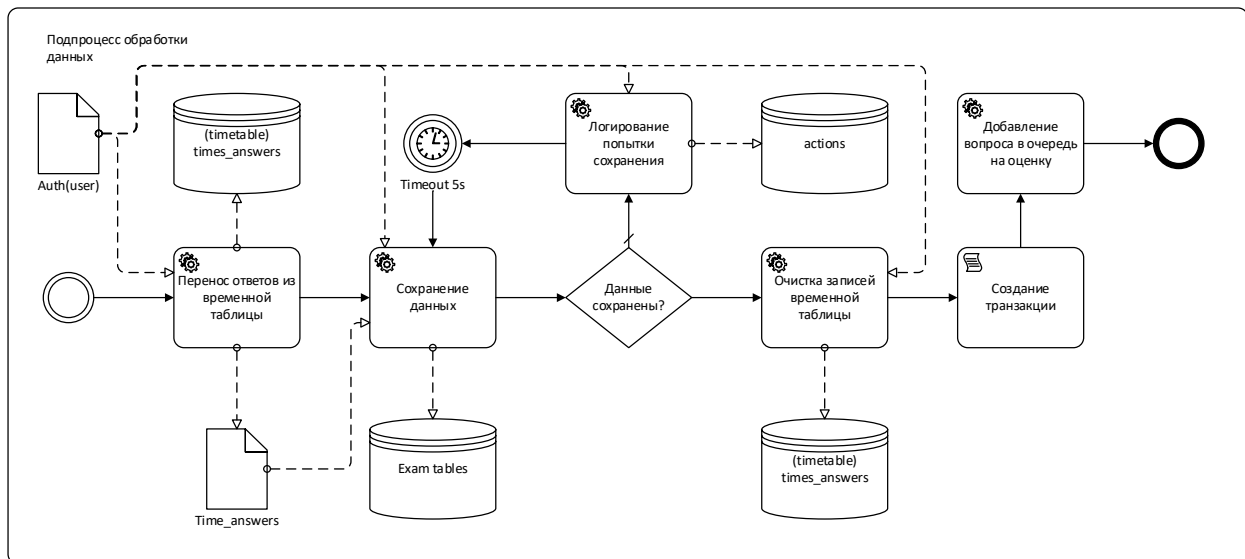 Подпроцесс обработки
данных
Auth(user)
(timetable)
times_answers
Timeout 5s
Логирование
попытки
сохранения
actions
Добавление
вопроса в очередь
на оценку
Перенос ответов из
временной
таблицы
Сохранение
данных
Данные
сохранены?
Очистка записей
временной
таблицы
Создание
транзакции
Time_answers
Exam tables
(timetable)
times_answers